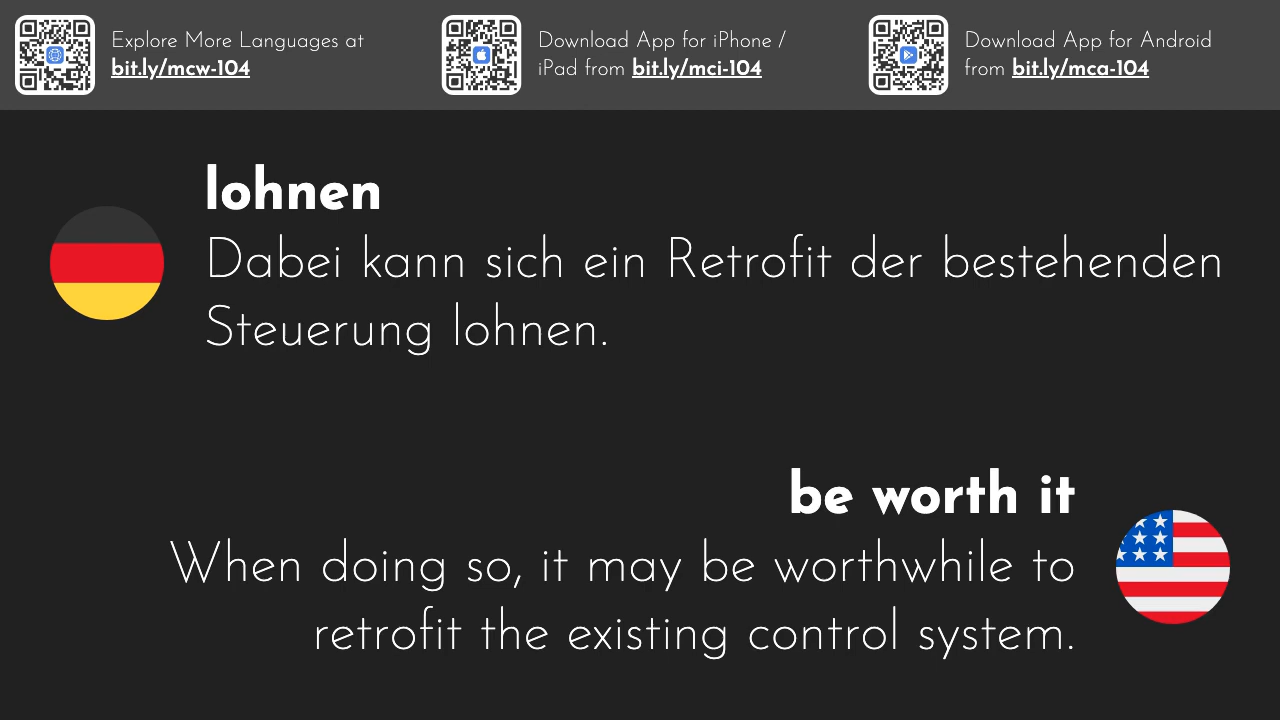 Explore More Languages at
bit.ly/mcw-104
Download App for iPhone /
iPad from bit.ly/mci-104
Download App for Android
from bit.ly/mca-104
lohnen
Dabei kann sich ein Retrofit der bestehenden
Steuerung lohnen.
be worth it
When doing so, it may be worthwhile to
retrofit the existing control system.